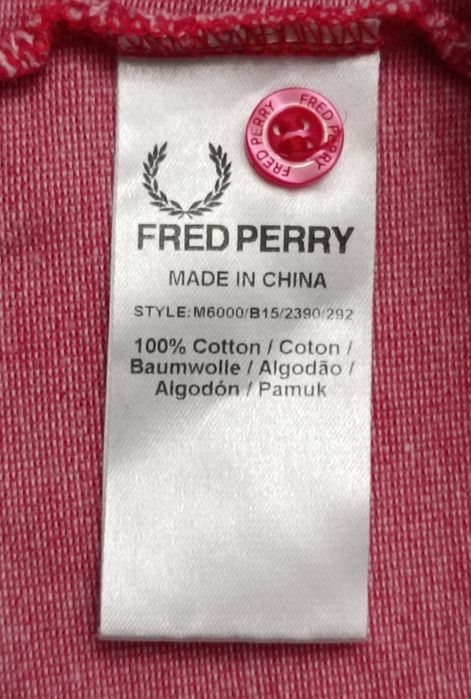 FRED PERRY FRED PERRY
FRED PERRY
MADE IN CHINA
STYLE: M6000/B15/2390/292
100% Cotton / Coton /
Baumwolle / Algodão /
Algodón / Pamuk